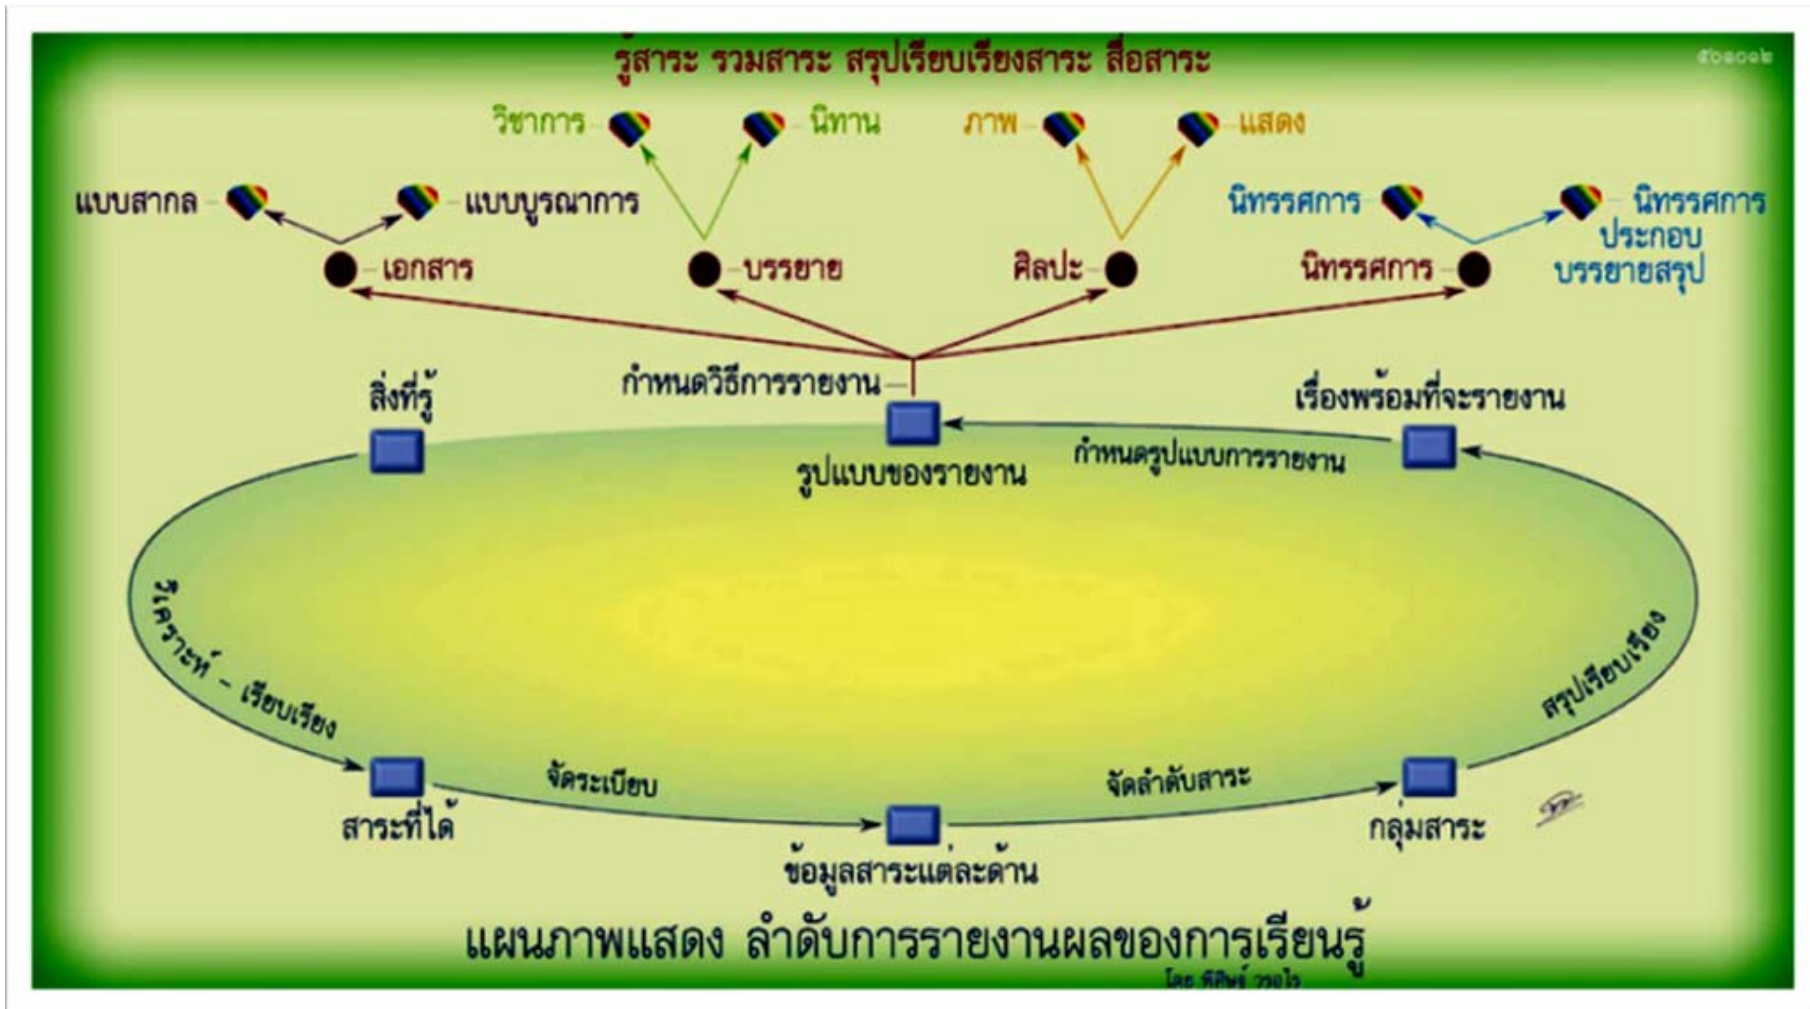 รู้สาระ รวมสาระ สรุปเรียบเรียงสาระ สื่อสาระ
๕๖๑๐๑๒
วิชาการ
นิทาน
ภาพ
แสดง
แบบสากล
แบบบูรณาการ
นิทรรศการ
นิทรรศการ
ประกอบ
บรรยายสรุป
เอกสาร
บรรยาย
ศิลปะ
นิทรรศการ
สิ่งที่รู้
กำหนดวิธีการรายงาน
เรื่องพร้อมที่จะรายงาน
รูปแบบของรายงาน
กำหนดรูปแบบการรายงาน
วิเคราะห์ - เรียบเรียง
สรุปเรียบเรียง
สาระที่ได้
จัดระเบียบ
จัดลำดับสาระ
ข้อมูลสาระแต่ละด้าน
กลุ่มสาระ
แผนภาพแสดง ลำดับการรายงานผลของการเรียนรู้
โดย